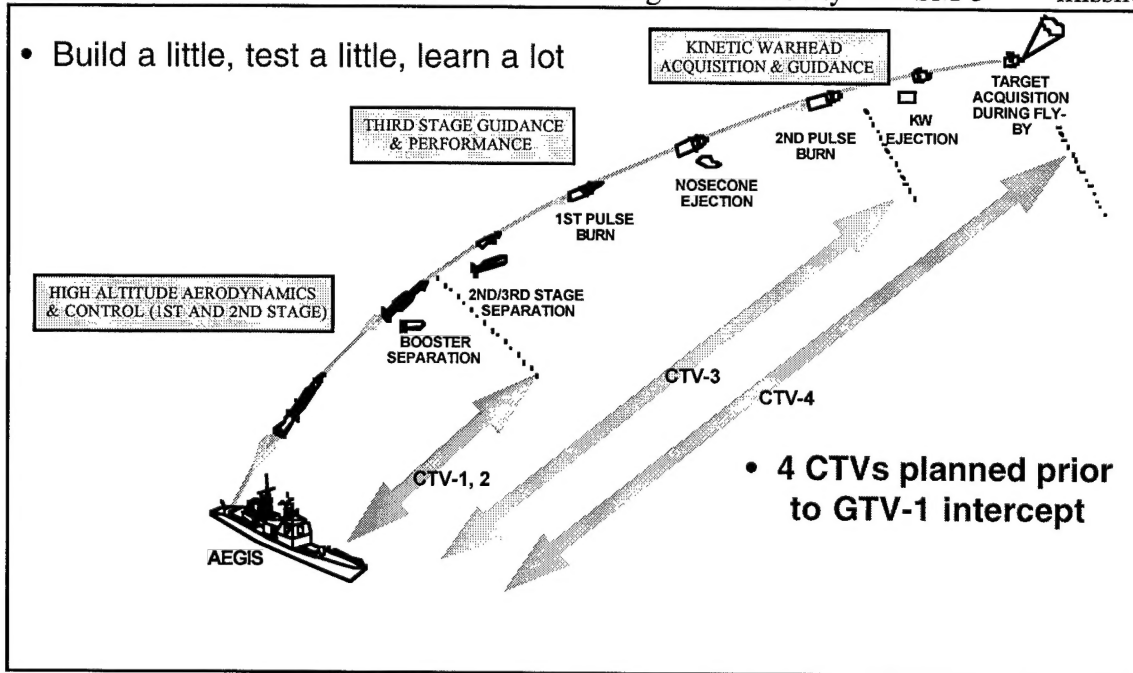 • Build a little, test a little, learn a lot
KINETIC WARHEAD
ACQUISITION & GUIDANCE
TARGET
ACQUISITION
DURING FLY-
BY
KW
EJECTION
2ND PULSE
BURN
THIRD STAGE GUIDANCE
& PERFORMANCE
NOSECONE
EJECTION
1ST PULSE
BURN
HIGH ALTITUDE AERODYNAMICS
& CONTROL (1ST AND 2ND STAGE)
2ND/3RD STAGE
SEPARATION
BOOSTER
SEPARATION
CTV-3
CTV-4
CTV-1, 2
• 4 CTVs planned prior
to GTV-1 intercept
AEGIS